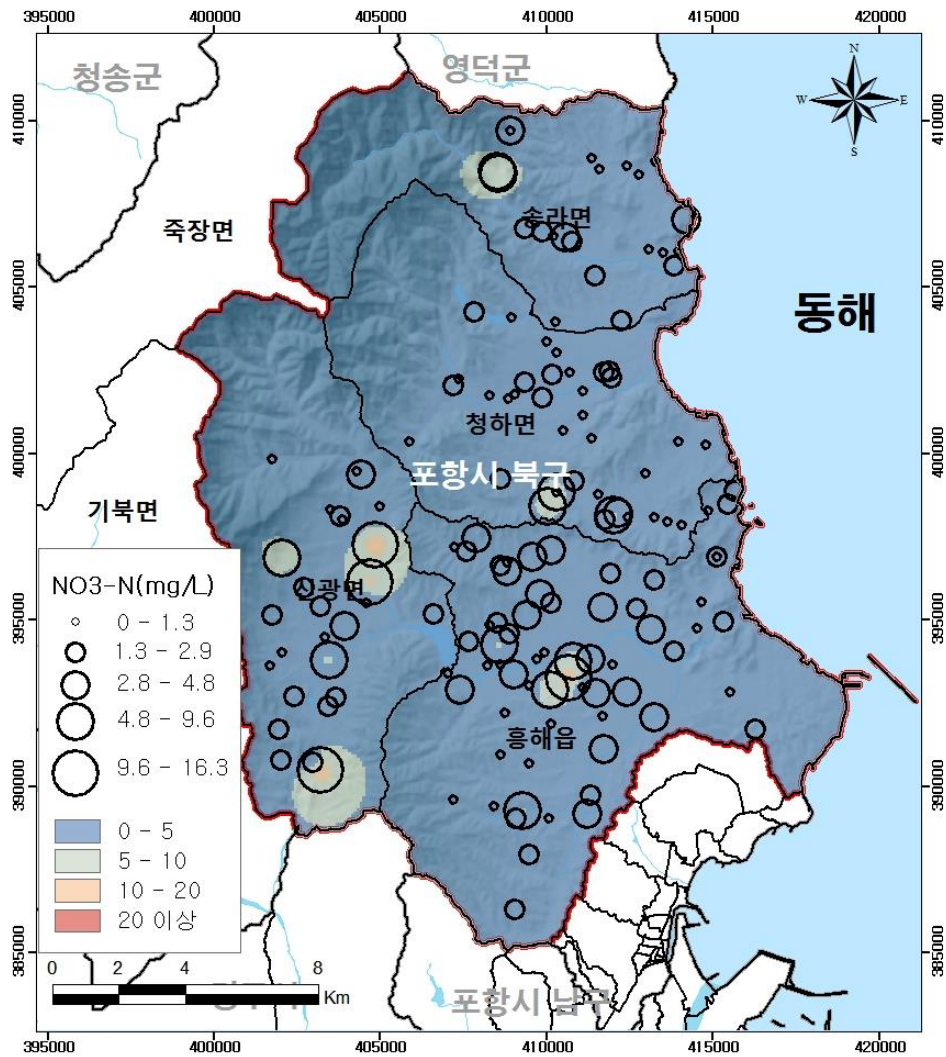 395000 400000 405000 410000 415000 420000
청송군
영덕군
N
W E
S
410000 410000
죽장면
송라면
405000 405000
동해
청하면
400000 400000
포항시 북구
기북면
NO3-N(mg/L)
0 - 1.3
1.3 - 2.9
2.8 - 4.8
4.8 - 9.6
9.6 - 16.3
0 - 5
5 - 10
10 - 20
20 이상
신광면
395000 395000
흥해읍
390000 390000
385000 385000
0 2 4 8
Km
포항시 남구
395000 400000 405000 410000 415000 420000